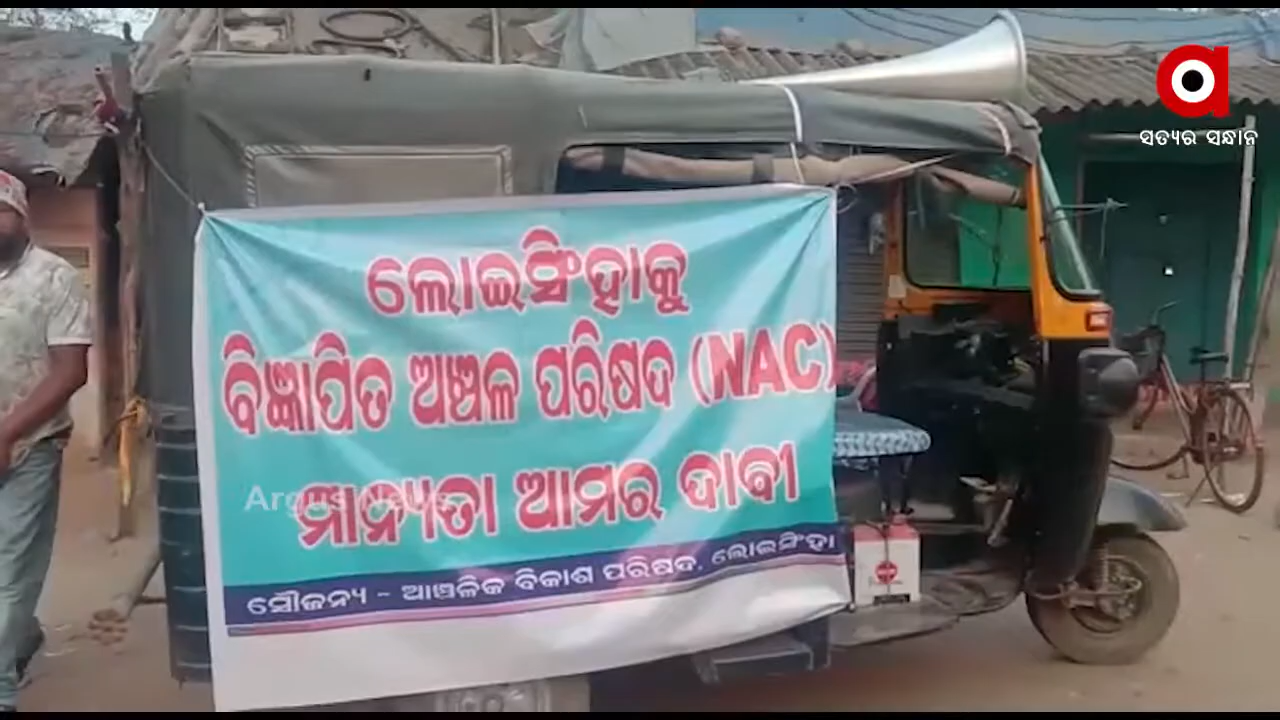 ସତ୍ୟର ସନ୍ଧାନ
ଲୋଇସିଂହାକୁ
ବିଜ୍ଞାପିତ ଅଞ୍ଚଳ ପରିଷଦ (NAC)
ମାନ୍ୟତା ଆମର ଦାବୀ
Argus News
ସୌଜନ୍ୟ - ଆଞ୍ଚଳିକ ବିକାଶ ପରିଷଦ, ଲୋଇସିଂହା